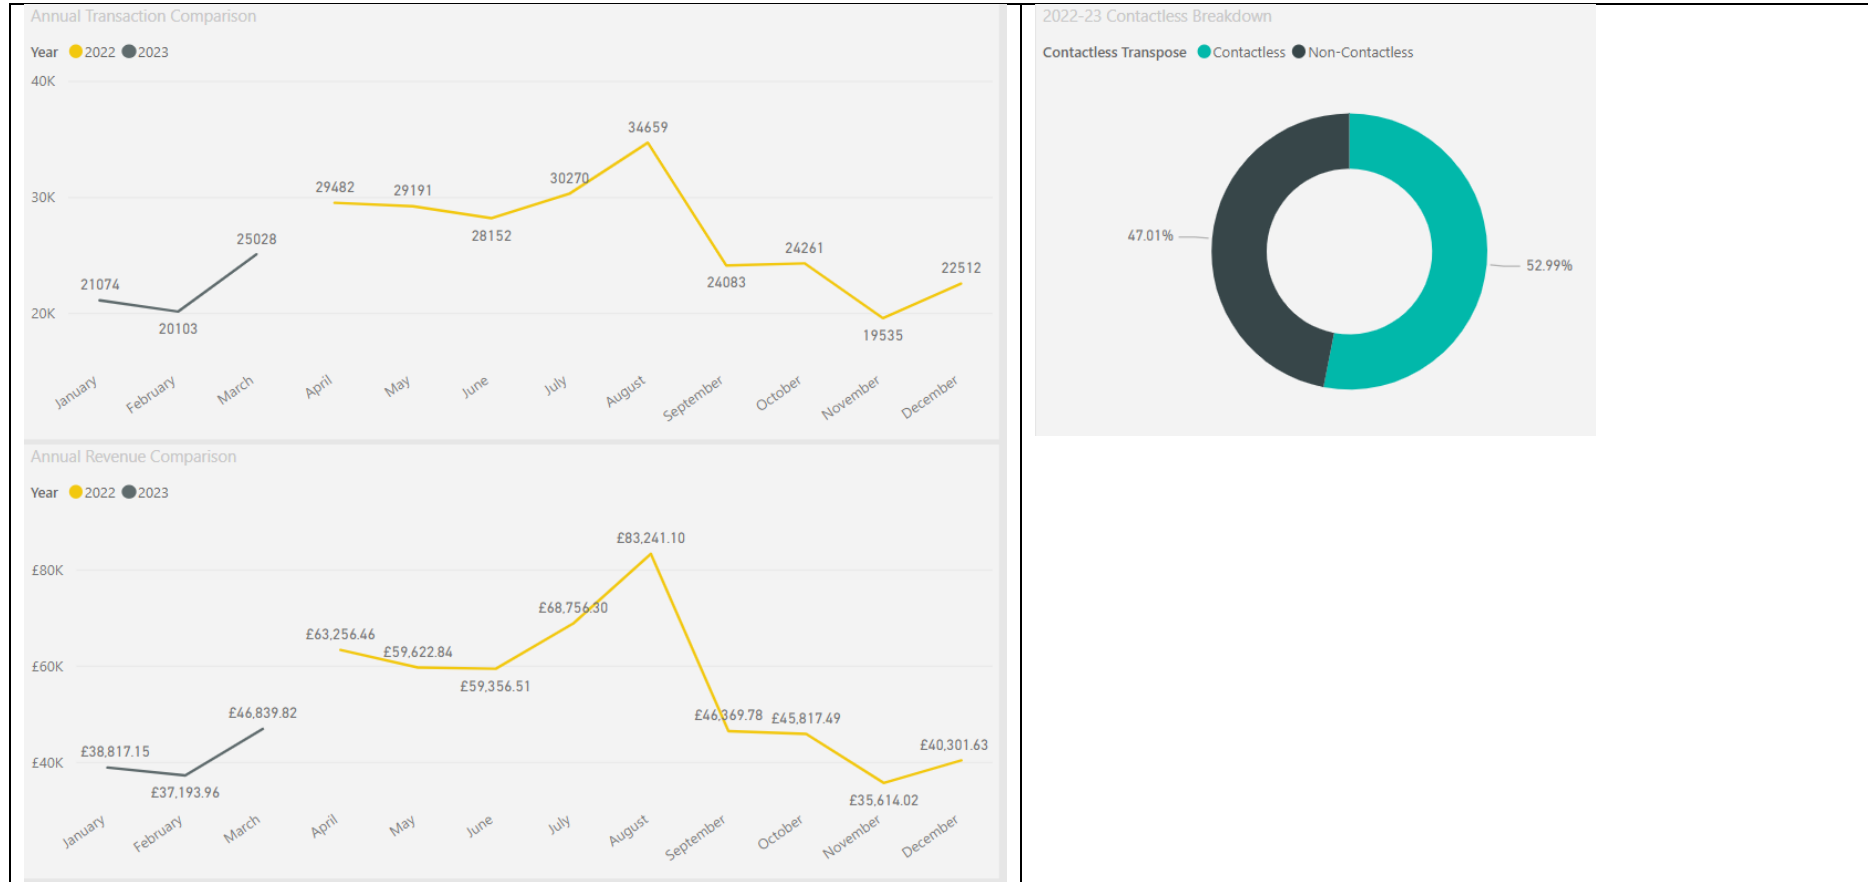 Annual Transaction Comparison
Year 2022 2023
40K
34659
30270
29482
29191
30K
28152
25028
24261
24083
22512
21074
20103
20K
19535
January February March April May June July August September October November December
Annual Revenue Comparison
Year 2022 2023
£83,241.10
£80K
£68,756.30
£63,256.46
£59,622.84
£60K
£59,356.51
£46,839.82
£46,369.78 £45,817.49
£38,817.15
£40,301.63
£40K
£37,193.96
£35,614.02
January February March April May June July August September October November December
2022-23 Contactless Breakdown
Contactless Transpose Contactless Non-Contactless
47.01%
52.99%